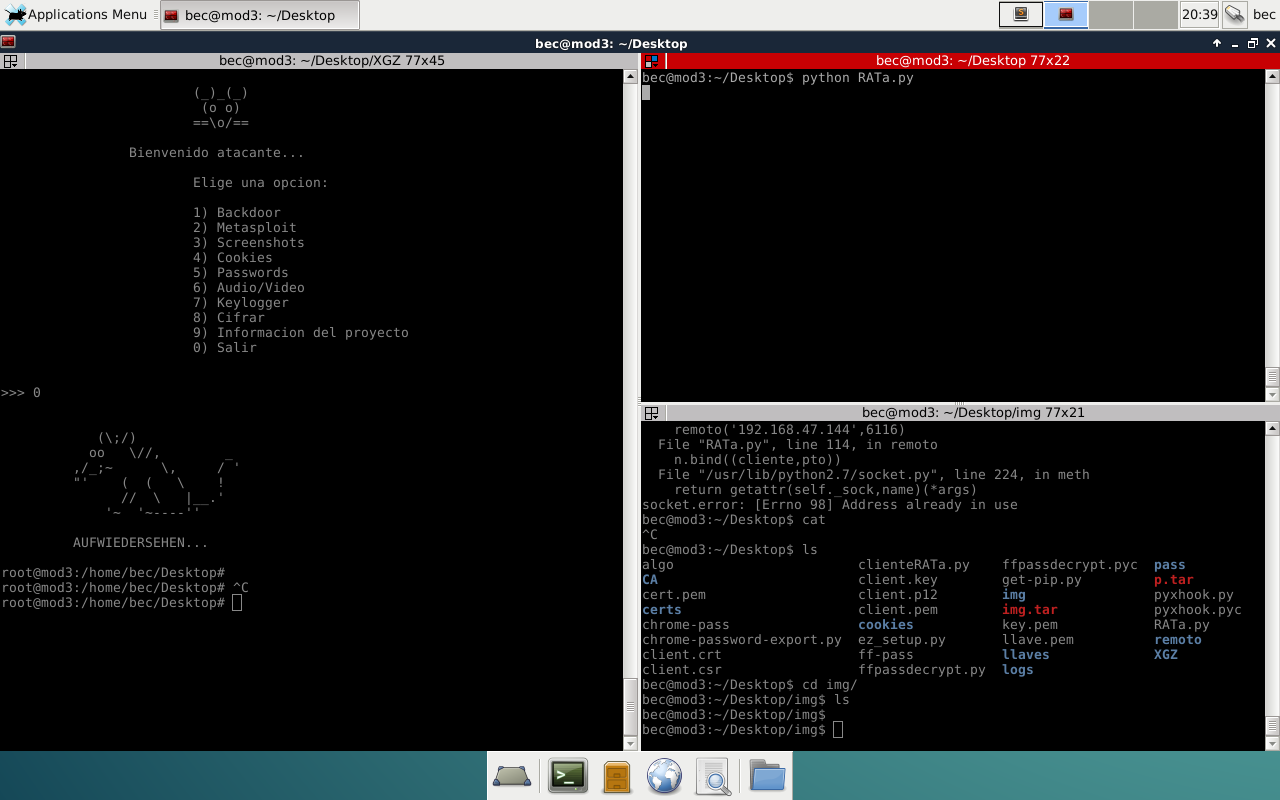 Applications Menu
bec@mod3: ~/Desktop
20:39
bec
bec@mod3: ~/Desktop
bec@mod3: ~/Desktop/XGZ 77x45
(_)_(_)
(o o)
==\o/==
Bienvenido atacante...
Elige una opcion:
1) Backdoor
2) Metasploit
3) Screenshots
4) Cookies
5) Passwords
6) Audio/Video
7) Keylogger
8) Cifrar
9) Informacion del proyecto
0) Salir
>>> 0
(\;/)
oo   \//,        _
,/_;~      \,     / '
"'    (  (   \    !
//  \   |__.'
'~  '~----''
AUFWIEDERSEHEN...
root@mod3:/home/bec/Desktop#
root@mod3:/home/bec/Desktop# ^C
root@mod3:/home/bec/Desktop#
bec@mod3: ~/Desktop 77x22
bec@mod3:~/Desktop$ python RATa.py
bec@mod3: ~/Desktop/img 77x21
remoto('192.168.47.144',6116)
File "RATa.py", line 114, in remoto
n.bind((cliente,pto))
File "/usr/lib/python2.7/socket.py", line 224, in meth
return getattr(self._sock,name)(*args)
socket.error: [Errno 98] Address already in use
bec@mod3:~/Desktop$ cat
^C
bec@mod3:~/Desktop$ ls
algo clienteRATa.py ffpassdecrypt.pyc pass
CA client.key get-pip.py p.tar
cert.pem client.p12 img pyxhook.py
certs client.pem img.tar pyxhook.pyc
chrome-pass cookies key.pem RATa.py
chrome-password-export.py ez_setup.py llave.pem remoto
client.crt ff-pass llaves XGZ
client.csr ffpassdecrypt.py logs
bec@mod3:~/Desktop$ cd img/
bec@mod3:~/Desktop/img$ ls
bec@mod3:~/Desktop/img$
bec@mod3:~/Desktop/img$